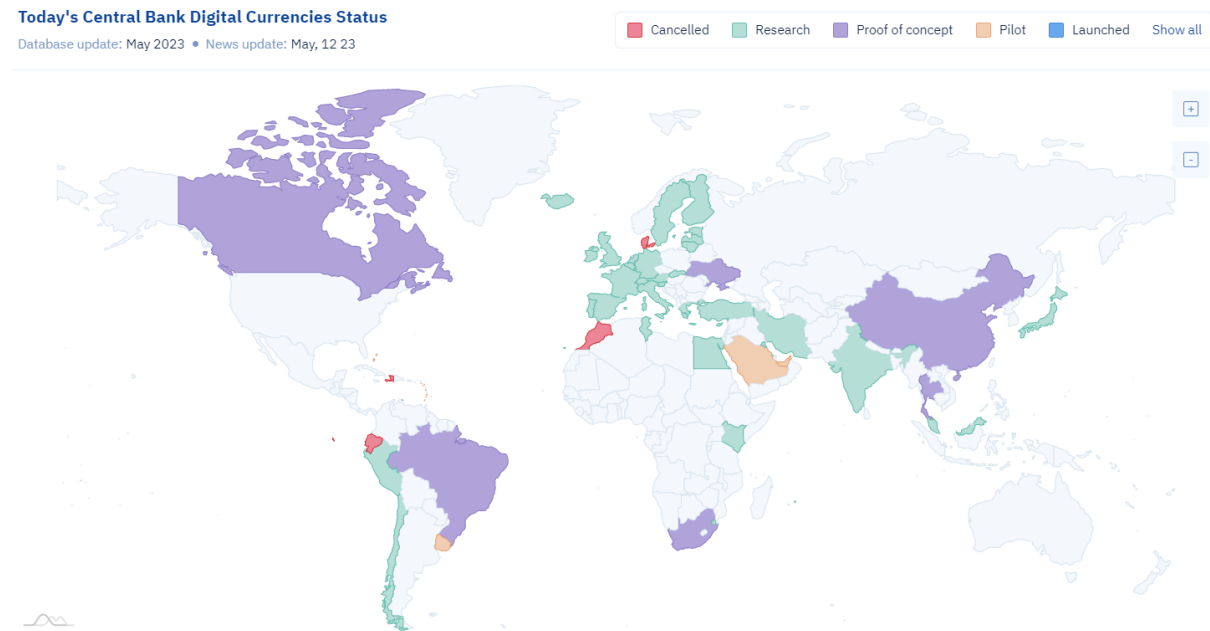 Today's Central Bank Digital Currencies Status
Database update: May 2023 • News update: May, 12 23
Cancelled
Research
Proof of concept
Pilot
Launched
Show all
+
-